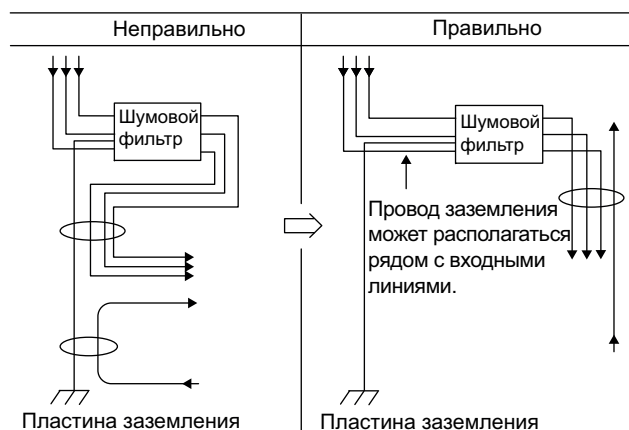 Неправильно
Правильно
Шумовой
фильтр
Шумовой
фильтр
Провод заземления
может располагаться
рядом с входными
линиями.
Пластина заземления
Пластина заземления